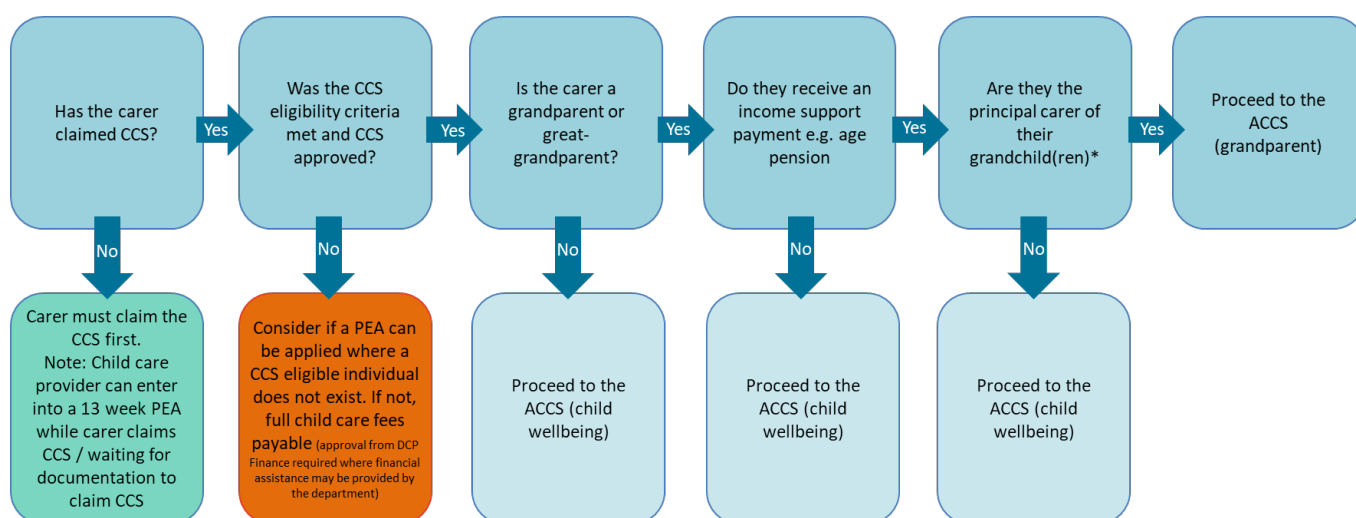 Has the carer
claimed CCS?
Yes
Was the CCS
eligibility criteria
met and CCS
approved?
Yes
Is the carer a
grandparent or
great-
grandparent?
Yes
Do they receive an
income support
payment e.g. age
pension
Yes
Are they the
principal carer of
their
grandchild(ren)*
Yes
Proceed to the
ACCS
(grandparent)
No
No
No
No
No
Carer must claim the
CCS first.
Note: Child care
provider can enter
into a 13 week PEA
while carer claims
CCS / waiting for
documentation to
claim CCS
Consider if a PEA can
be applied where a
CCS eligible individual
does not exist. If not,
full child care fees
payable (approval from DCP
Finance required where financial
assistance may be provided by
the department)
Proceed to the
ACCS (child
wellbeing)
Proceed to the
ACCS (child
wellbeing)
Proceed to the
ACCS (child
wellbeing)